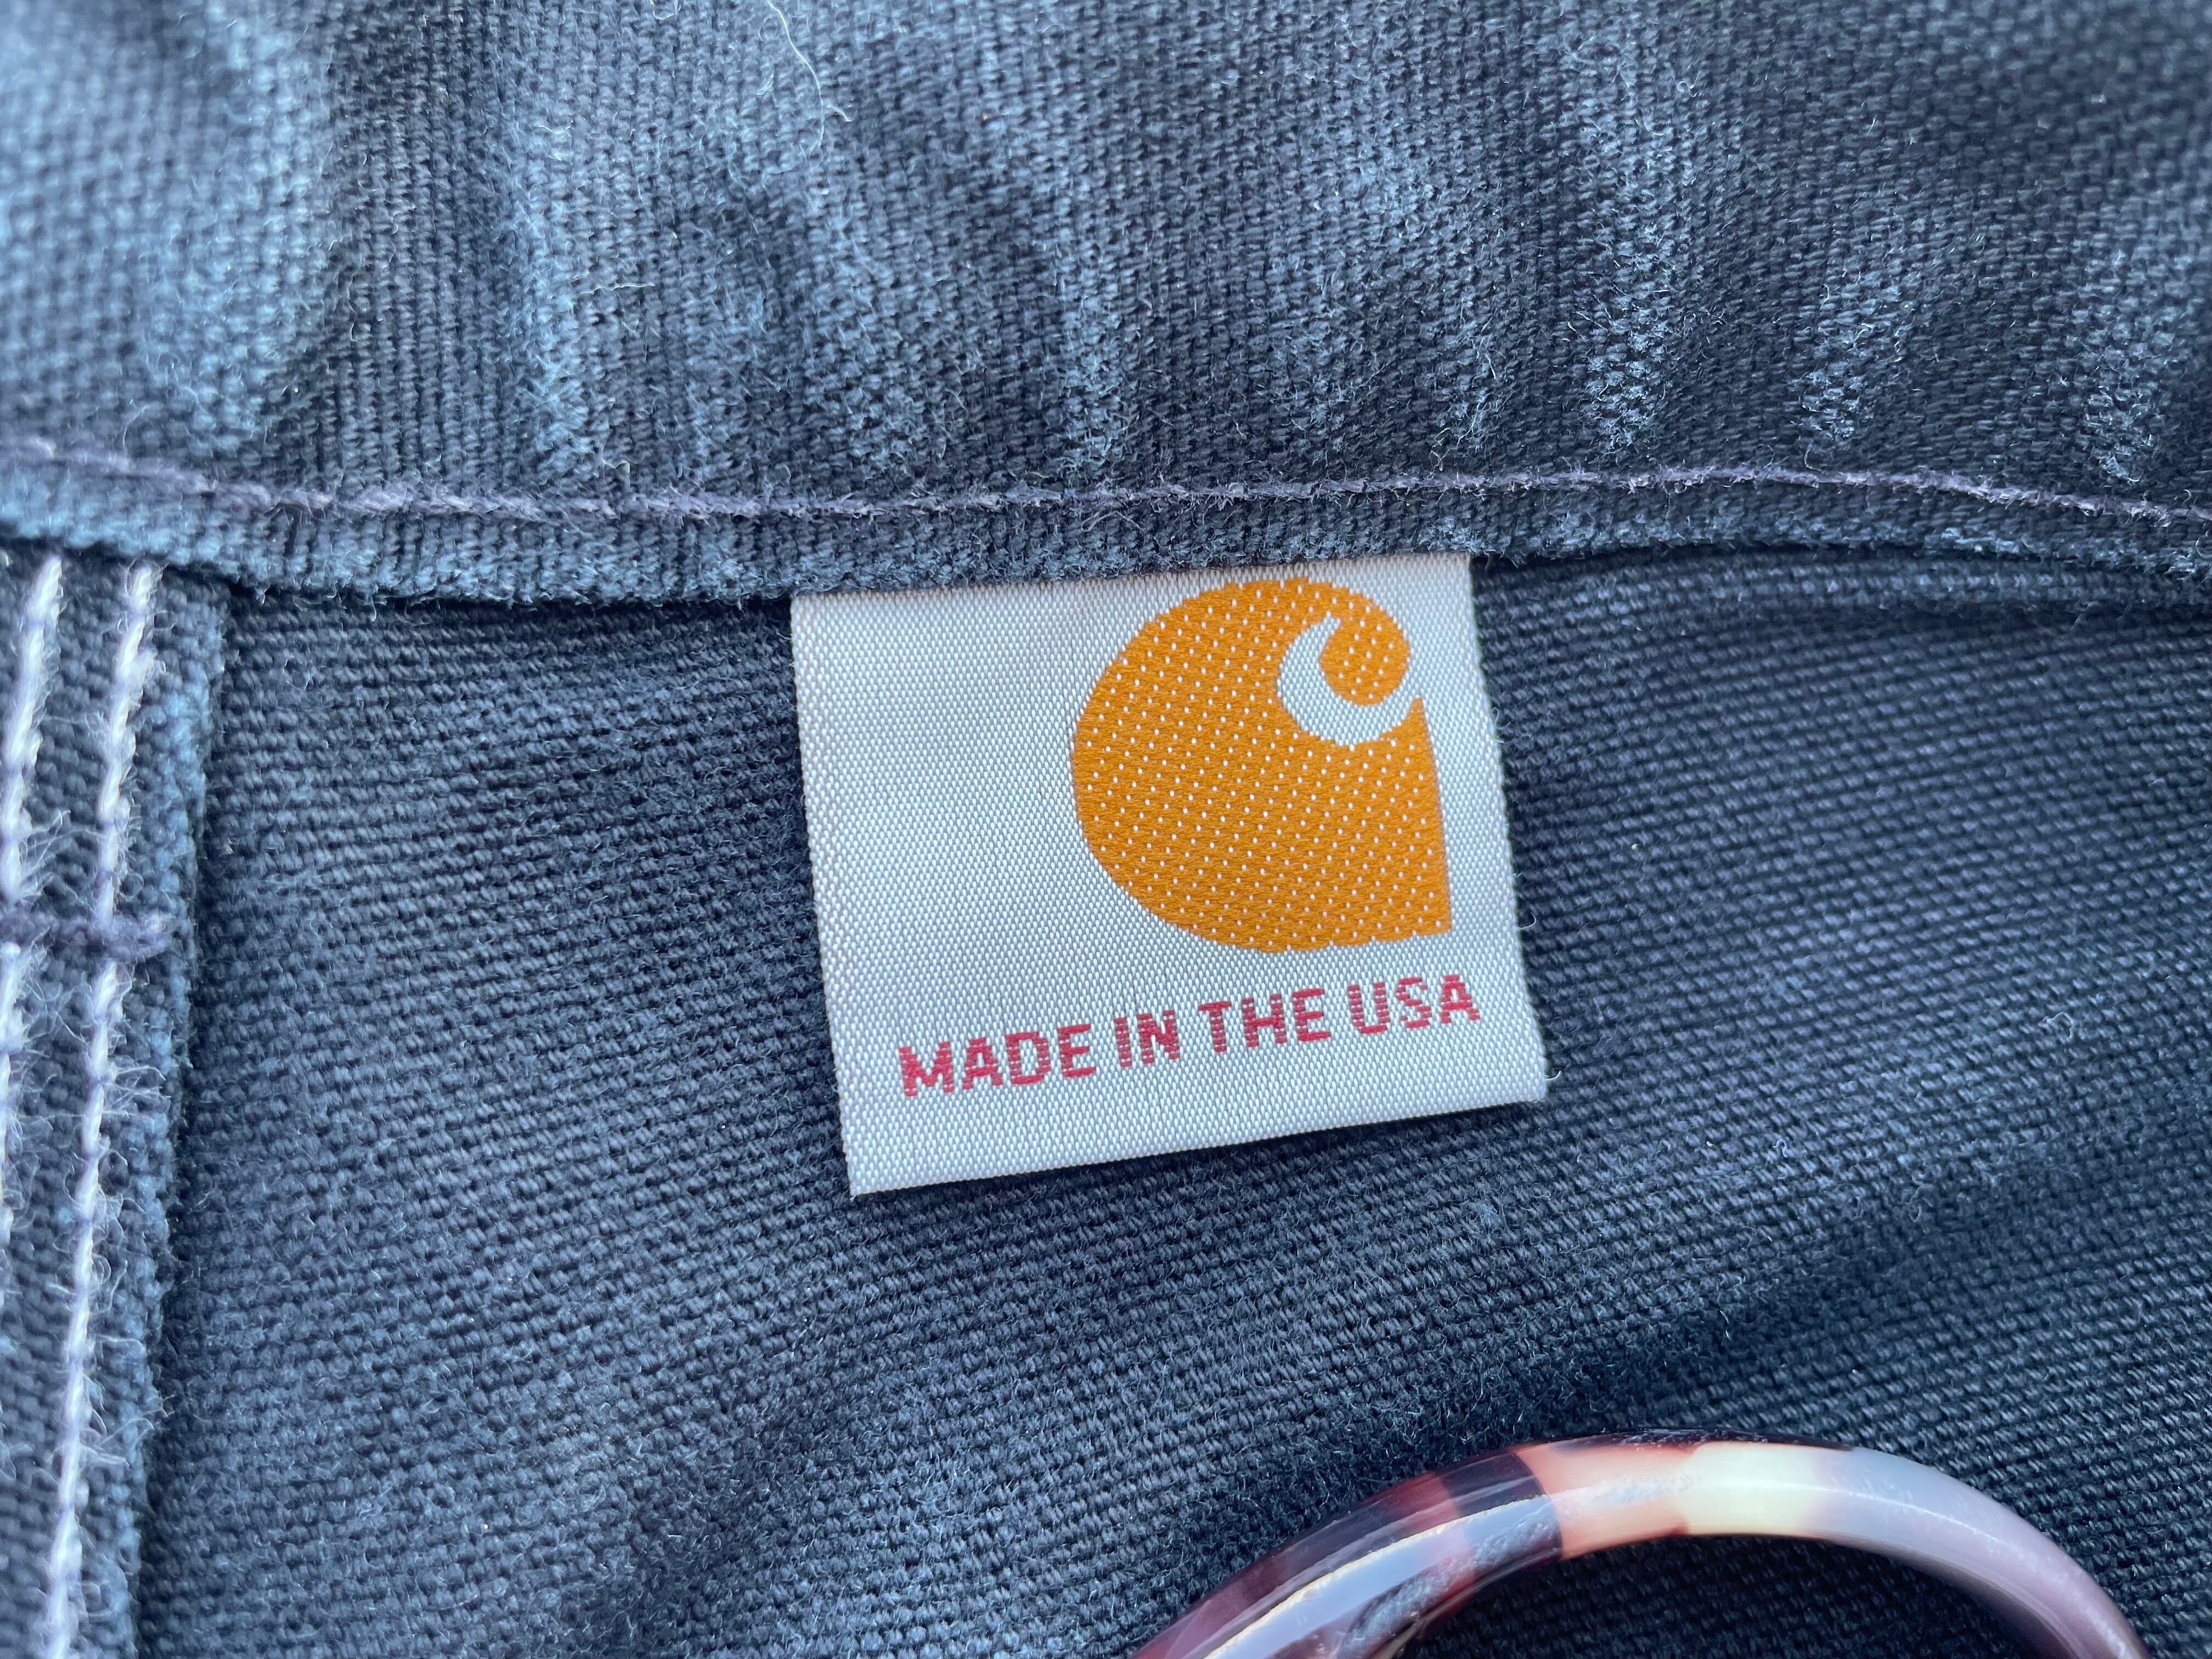 MADE IN THE USA